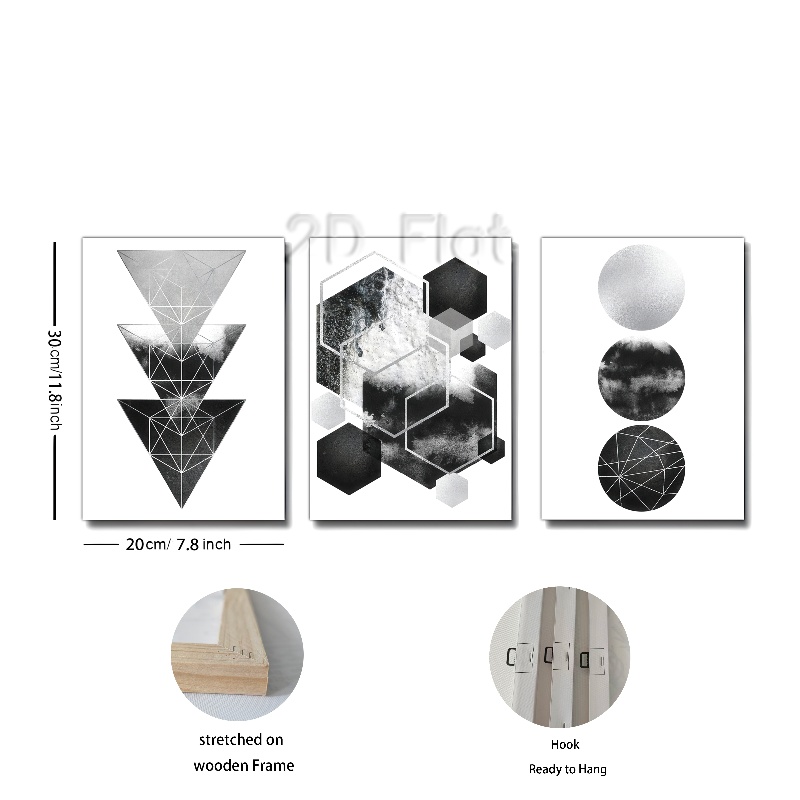 2D Flat
30cm/11.8inch
20cm/ 7.8 inch
stretched on
wooden Frame
Hook
Ready to Hang